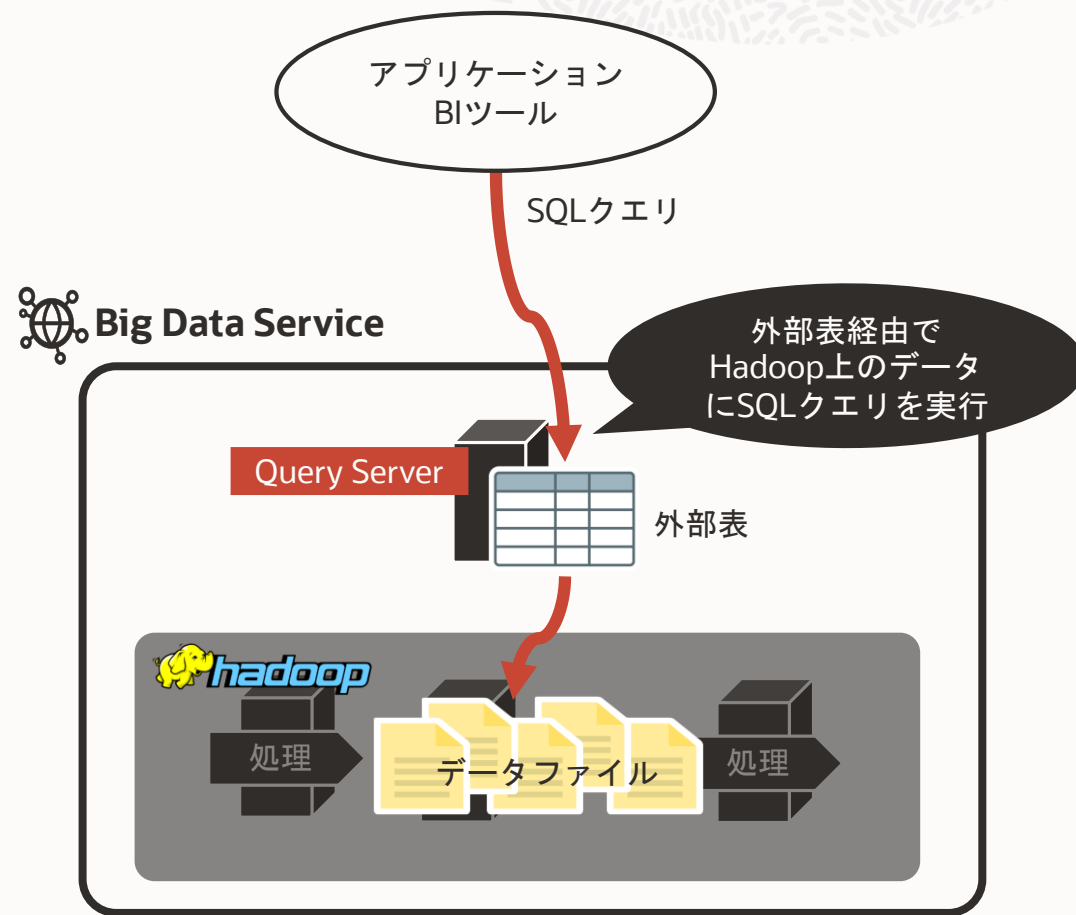 アプリケーション
BIツール
SQLクエリ
Big Data Service
外部表経由で
Hadoop上のデータ
にSQLクエリを実行
Query Server
外部表
hadoop
処理
データファイル
処理